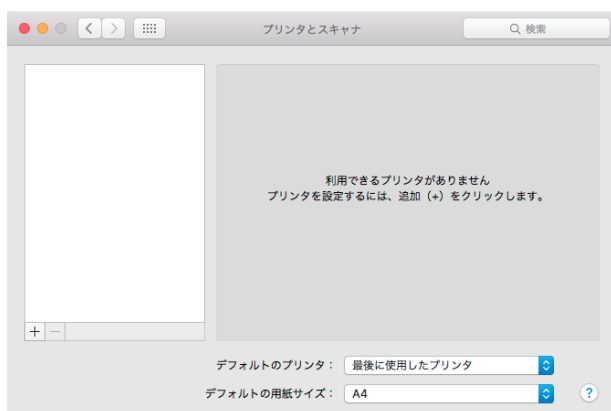 プリンタとスキャナ
検索
利用できるプリンタがありません
プリンタを設定するには、追加（+）をクリックします。
+ −
デフォルトのプリンタ： 最後に使用したプリンタ
デフォルトの用紙サイズ： A4
?